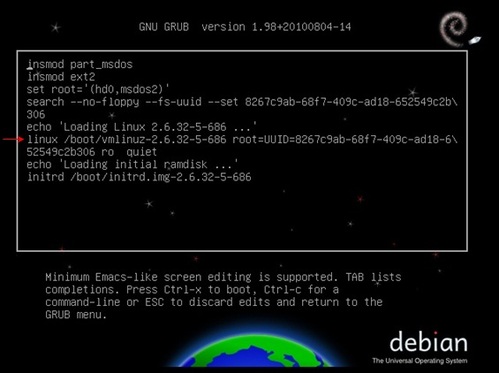 GNU GRUB  version 1.98+20100804-14
insmod part_msdos
insmod ext2
set root='(hd0,msdos2)'
search --no-floppy --fs-uuid --set 8267c9ab-68f7-409c-ad18-652549c2b\
306
echo 'Loading Linux 2.6.32-5-686 ...'
linux /boot/vmlinuz-2.6.32-5-686 root=UUID=8267c9ab-68f7-409c-ad18-6\
52549c2b306 ro  quiet
echo 'Loading initial ramdisk ...'
initrd /boot/initrd.img-2.6.32-5-686
Minimum Emacs-like screen editing is supported. TAB lists
completions. Press Ctrl-x to boot, Ctrl-c for a
command-line or ESC to discard edits and return to the
GRUB menu.
debian
The Universal Operating System